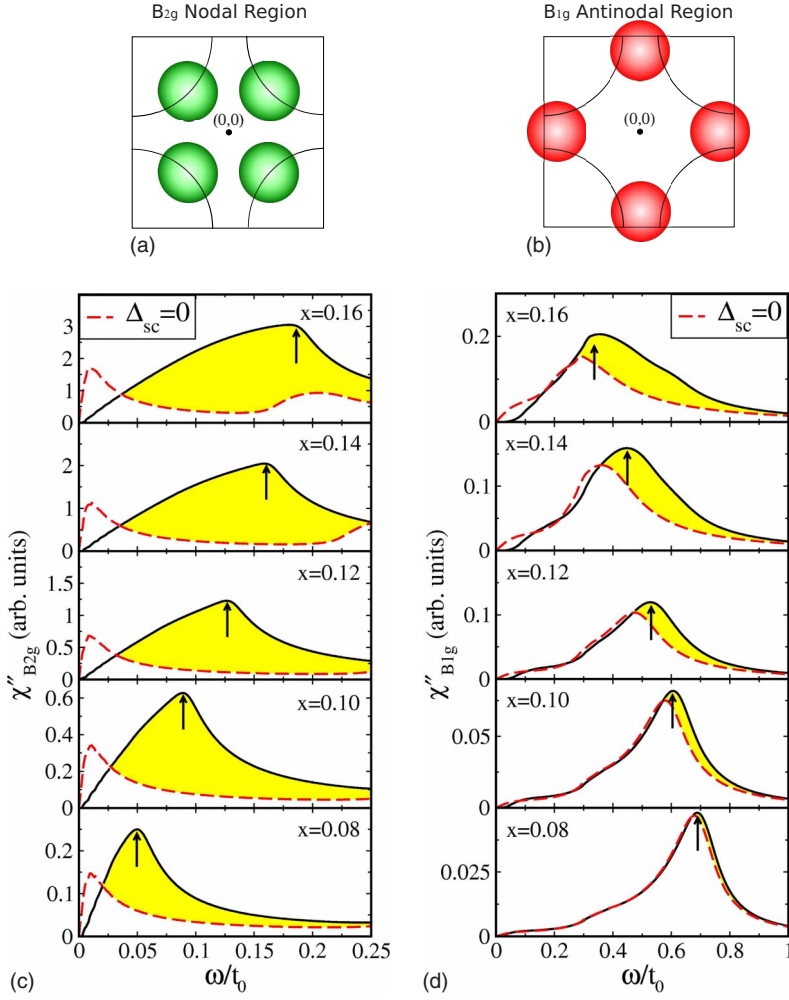 B2g Nodal Region
B1g Antinodal Region
(0,0)
(0,0)
(a)
(b)
Δsc=0
x=0.16
3
2
1
0
x=0.14
2
1
0
x=0.12
1.5
1
0.5
0
x=0.10
0.6
0.3
0
x=0.08
0.2
0.1
0
χ″B2g (arb. units)
0
0.05
0.1
0.15
0.2
0.25
ω/t0
(c)
x=0.16
Δsc=0
0.2
0
x=0.14
0.15
0
x=0.12
0.1
0
x=0.10
0.05
0
x=0.08
0.025
0
χ″B1g (arb. units)
0
0.2
0.4
0.6
0.8
1
ω/t0
(d)